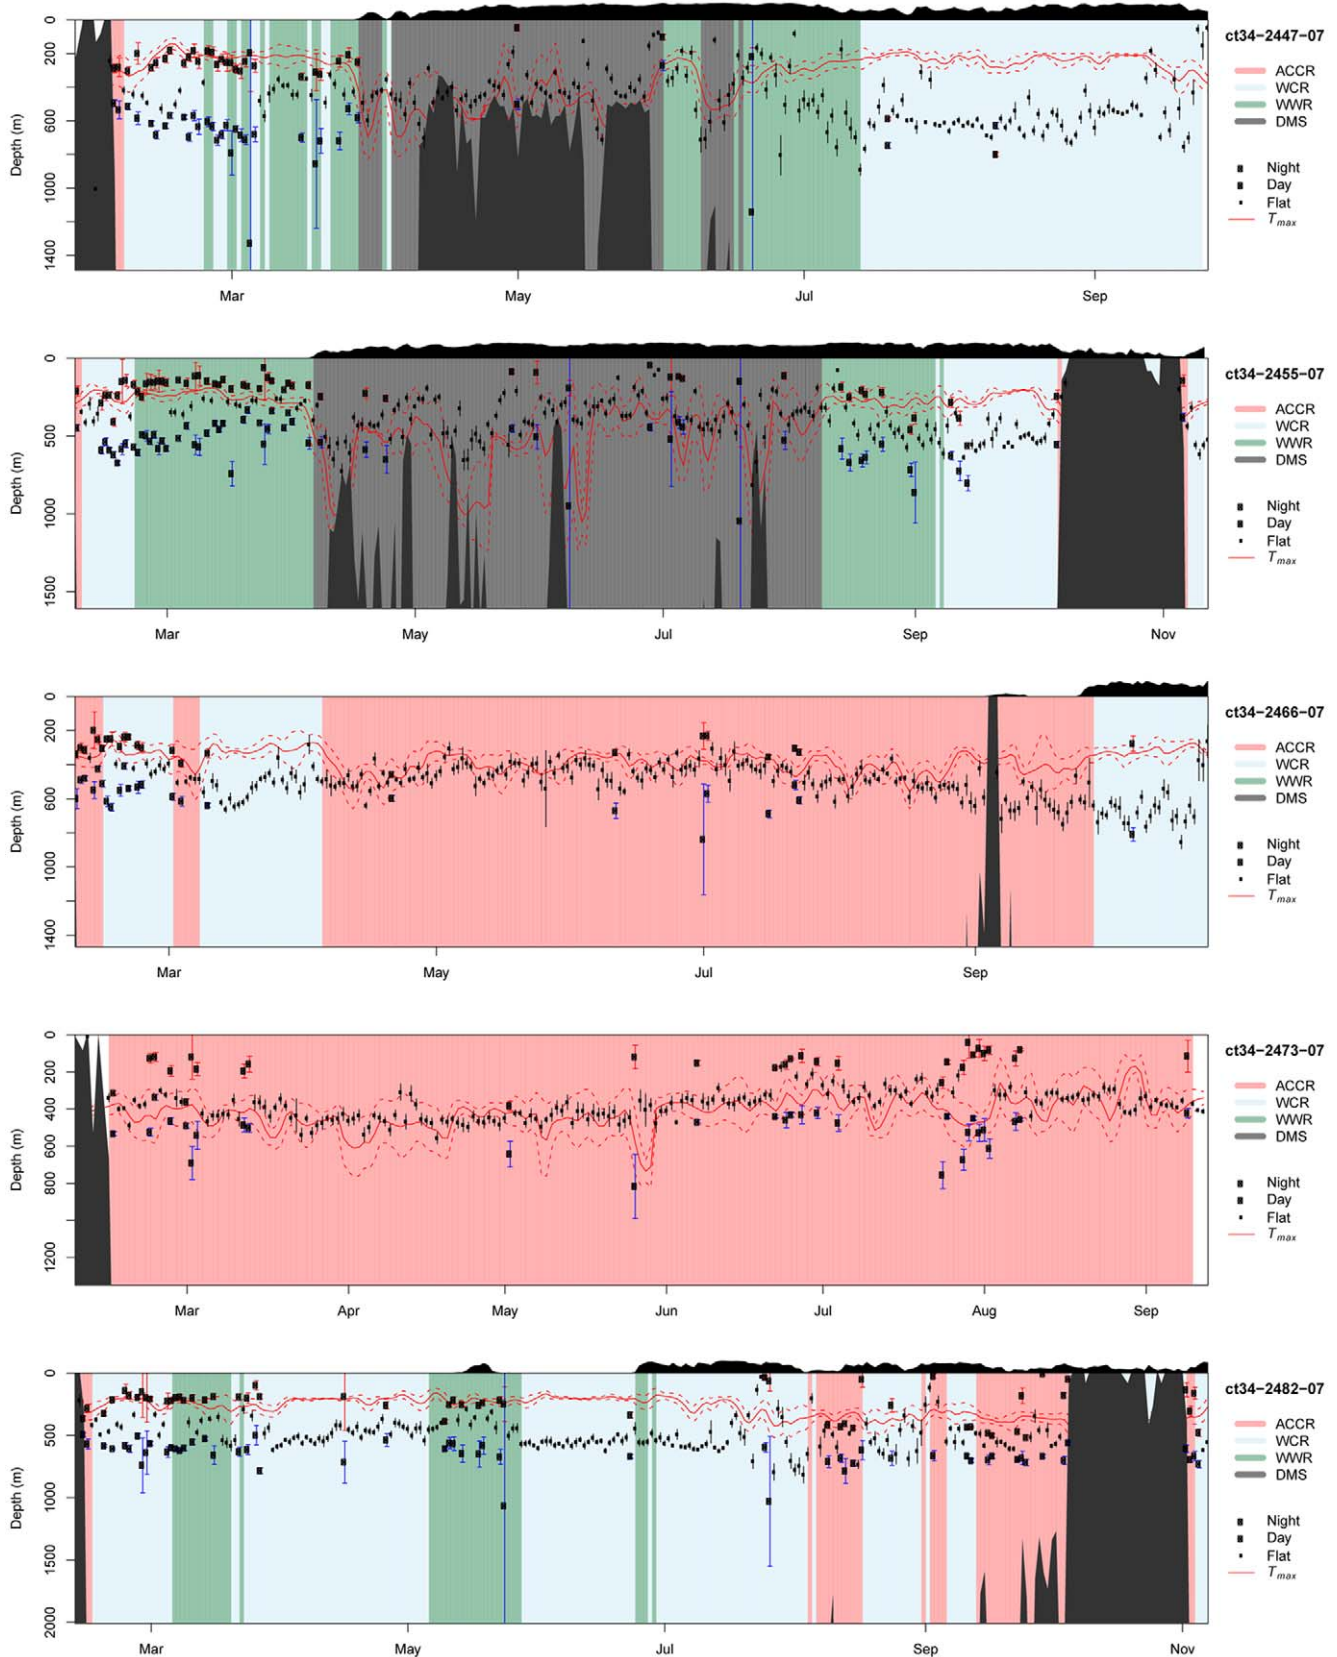 ct34-2447-07
0
200
600
1000
1400
Depth (m)
Mar
May
Jul
Sep
ACCR
WCR
WWR
DMS
Night
Day
Flat
Tmax
ct34-2455-07
0
500
1000
1500
Depth (m)
Mar
May
Jul
Sep
Nov
ACCR
WCR
WWR
DMS
Night
Day
Flat
Tmax
ct34-2466-07
0
200
600
1000
1400
Depth (m)
Mar
May
Jul
Sep
ACCR
WCR
WWR
DMS
Night
Day
Flat
Tmax
ct34-2473-07
0
200
400
600
800
1200
Depth (m)
Mar
Apr
May
Jun
Jul
Aug
Sep
ACCR
WCR
WWR
DMS
Night
Day
Flat
Tmax
ct34-2482-07
0
500
1000
1500
2000
Depth (m)
Mar
May
Jul
Sep
Nov
ACCR
WCR
WWR
DMS
Night
Day
Flat
Tmax